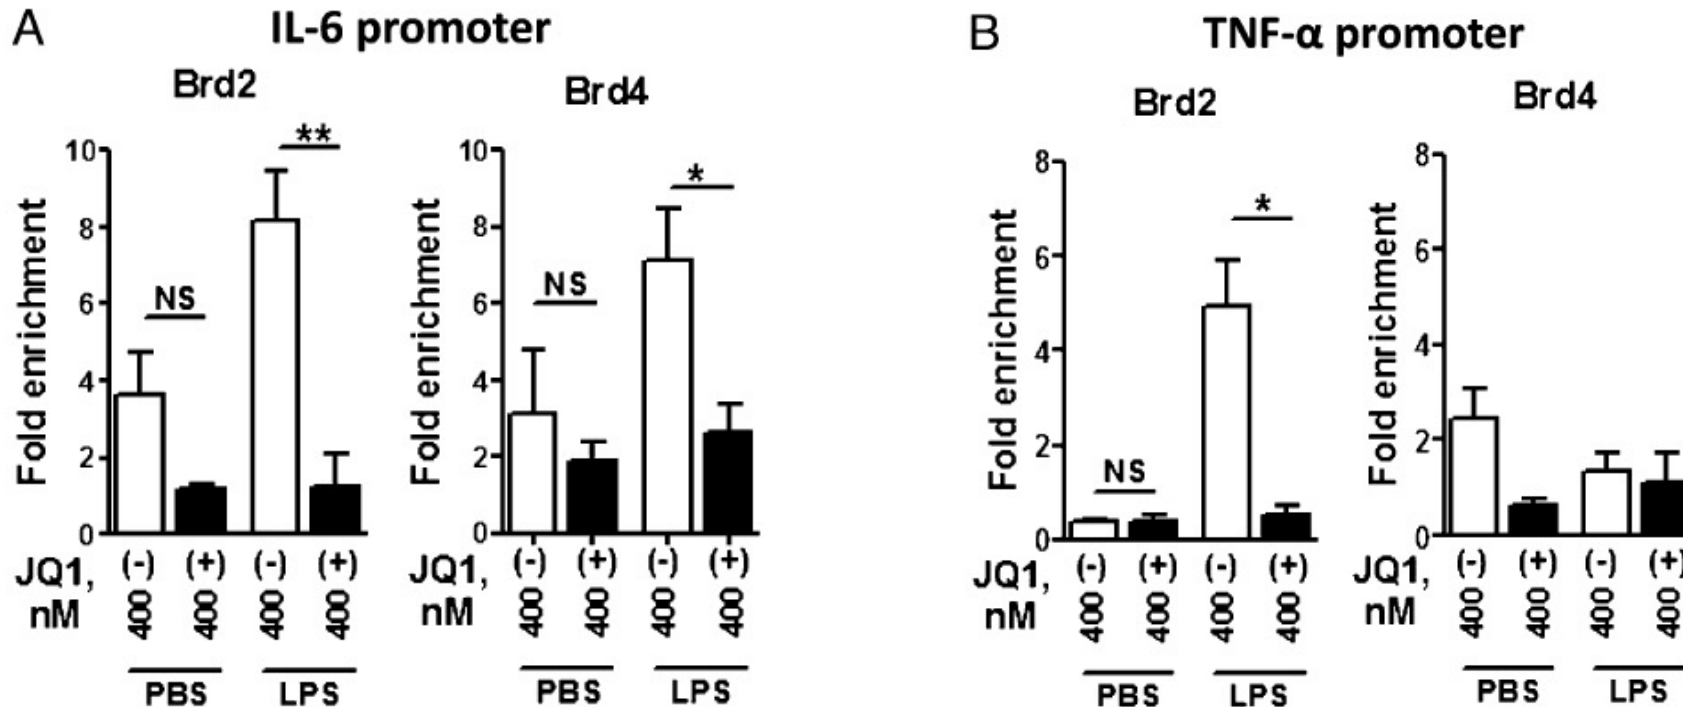 A
IL-6 promoter
Brd2
Fold enrichment
10
8
6
4
2
0
NS
**
JQ1, (-) (+) (-) (+)
nM 400 400 400 400
PBS LPS
Brd4
Fold enrichment
10
8
6
4
2
0
NS
*
JQ1, (-) (+) (-) (+)
nM 400 400 400 400
PBS LPS
B
TNF-α promoter
Brd2
Fold enrichment
8
6
4
2
0
NS
*
JQ1, (-) (+) (-) (+)
nM 400 400 400 400
PBS LPS
Brd4
Fold enrichment
8
6
4
2
0
JQ1, (-) (+) (-) (+)
nM 400 400 400 400
PBS LPS